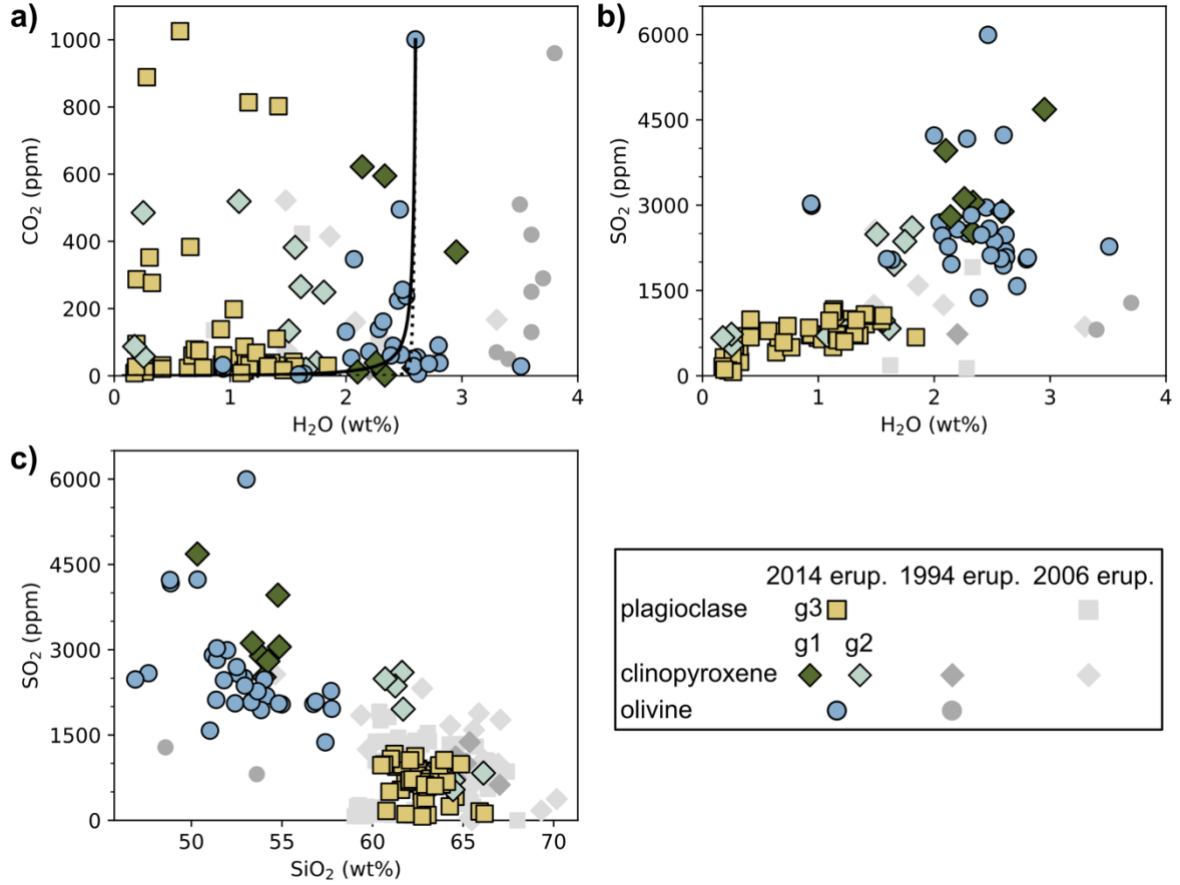 a)
1000
800
600
400
200
0
CO2 (ppm)
0 1 2 3 4
H2O (wt%)
b)
6000
4500
3000
1500
0
SO2 (ppm)
0 1 2 3 4
H2O (wt%)
c)
6000
4500
3000
1500
0
SO2 (ppm)
50 55 60 65 70
SiO2 (wt%)
2014 erup. 1994 erup. 2006 erup.
plagioclase g3
g1 g2
clinopyroxene
olivine